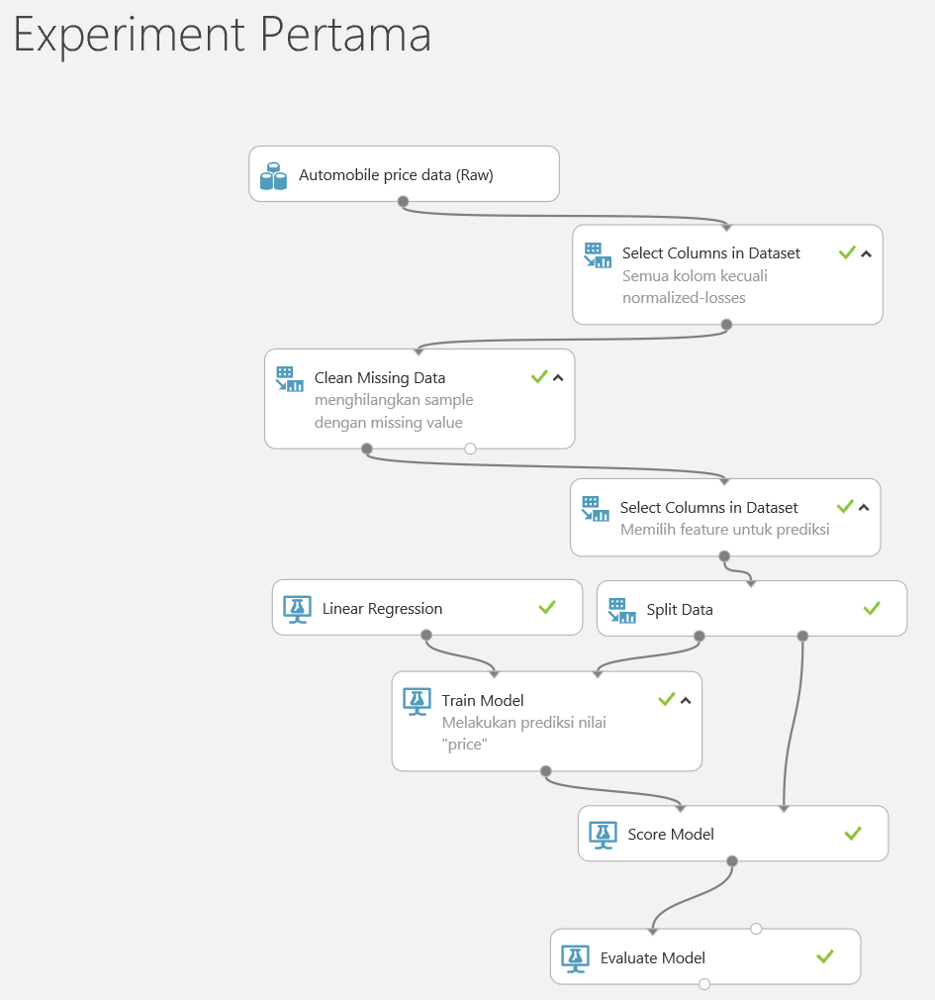 Experiment Pertama
Automobile price data (Raw)
Select Columns in Dataset
Semua kolom kecuali
normalized-losses
Clean Missing Data
menghilangkan sample
dengan missing value
Select Columns in Dataset
Memilih feature untuk prediksi
Linear Regression
Split Data
Train Model
Melakukan prediksi nilai
"price"
Score Model
Evaluate Model